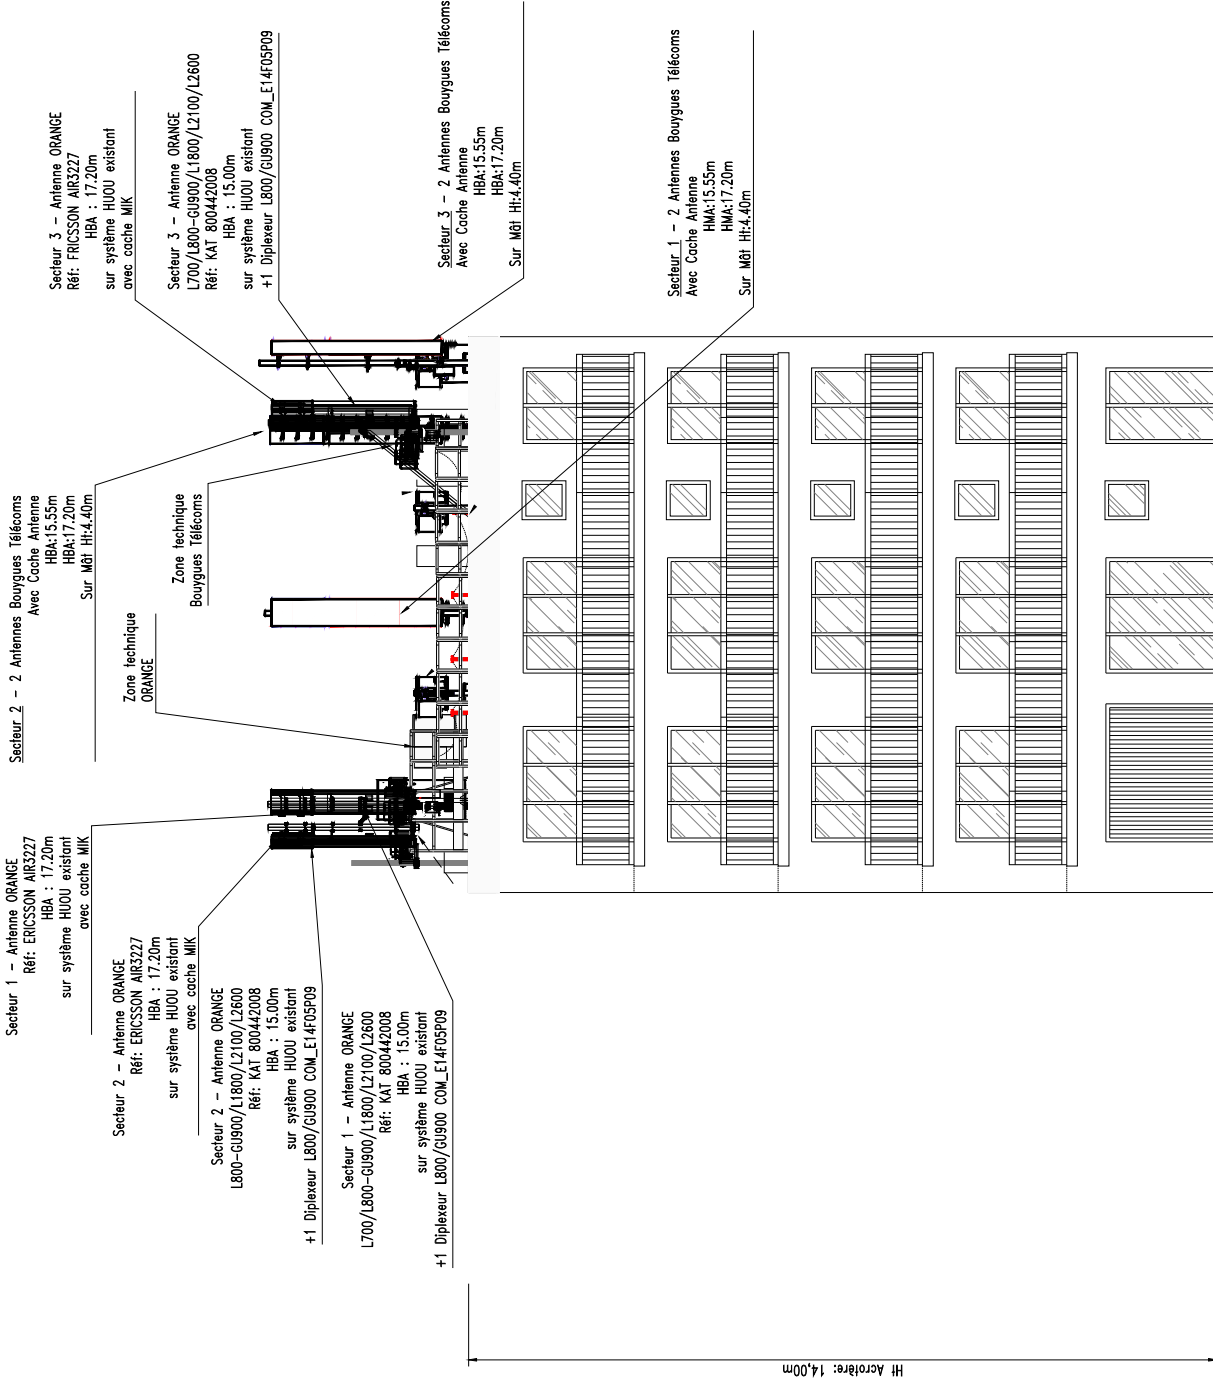 Secteur 1 - Antenne ORANGE
Réf: ERICSSON AIR3227
HBA : 17.20m
sur système HUOU existant
avec cache MIK
Secteur 2 - Antenne ORANGE
Réf: ERICSSON AIR3227
HBA : 17.20m
sur système HUOU existant
avec cache MIK
Secteur 2 - Antenne ORANGE
L800-GU900/L1800/L2100/L2600
Réf: KAT 800442008
HBA : 15.00m
sur système HUOU existant
+1 Diplexeur L800/GU900 COM_E14F05P09
Secteur 1 - Antenne ORANGE
L700/L800-GU900/L1800/L2100/L2600
Réf: KAT 800442008
HBA : 15.00m
sur système HUOU existant
+1 Diplexeur L800/GU900 COM_E14F05P09
Secteur 2 - 2 Antennes Bouygues Télécoms
Avec Cache Antenne
HBA:15.55m
HBA:17.20m
Sur Mât Ht:4.40m
Zone technique
ORANGE
Zone technique
Bouygues Télécoms
Secteur 3 - Antenne ORANGE
Réf: ERICSSON AIR3227
HBA : 17.20m
sur système HUOU existant
avec cache MIK
Secteur 3 - Antenne ORANGE
L700/L800-GU900/L1800/L2100/L2600
Réf: KAT 800442008
HBA : 15.00m
sur système HUOU existant
+1 Diplexeur L800/GU900 COM_E14F05P09
Secteur 3 - 2 Antennes Bouygues Télécoms
Avec Cache Antenne
HBA:15.55m
HBA:17.20m
Sur Mât Ht:4.40m
Secteur 1 - 2 Antennes Bouygues Télécoms
Avec Cache Antenne
HMA:15.55m
HMA:17.20m
Sur Mât Ht:4.40m
Ht Acrotère: 14,00m